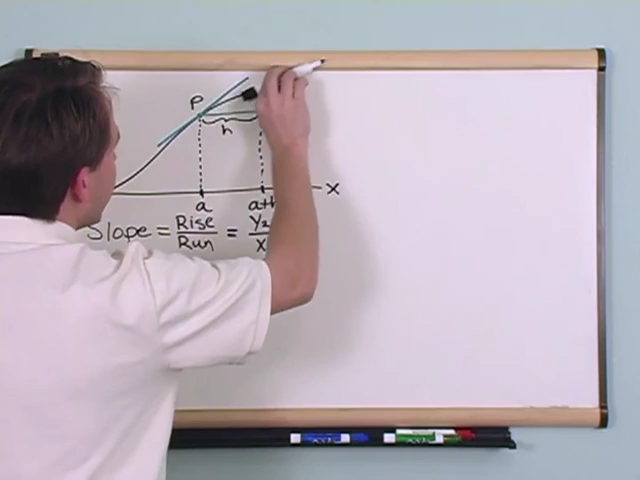 P
h
x
a
Slope = Rise/Run = Y₂